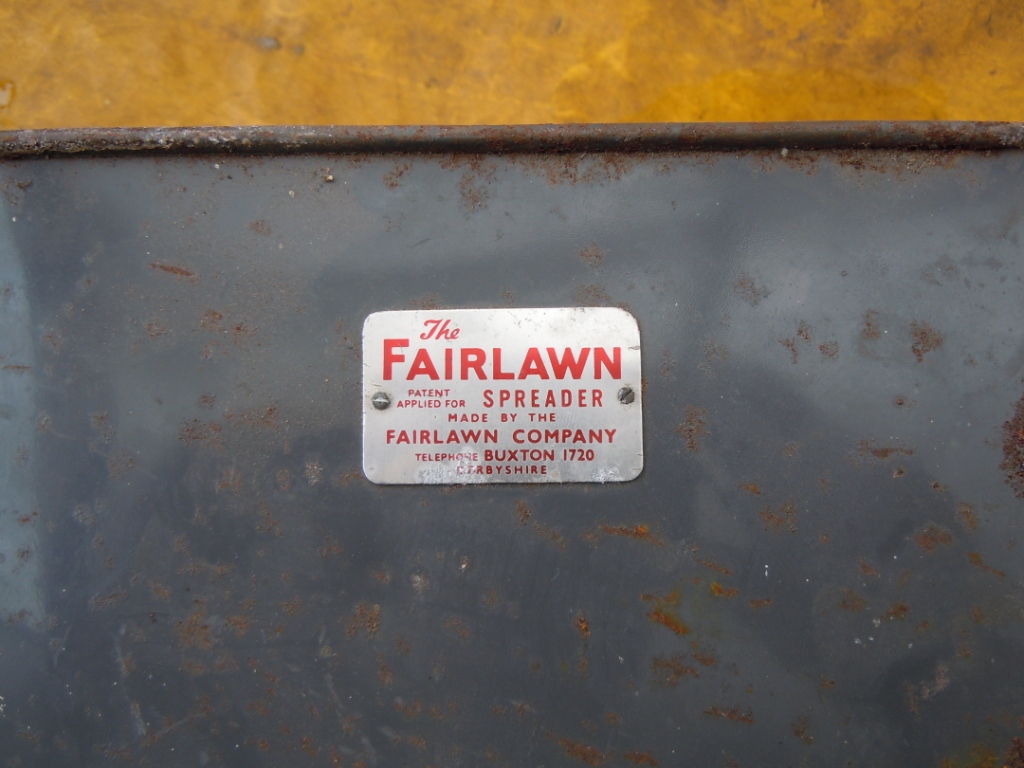 The
FAIRLAWN
PATENT
APPLIED FOR SPREADER
MADE BY THE
FAIRLAWN COMPANY
TELEPHONE BUXTON 1720
DERBYSHIRE